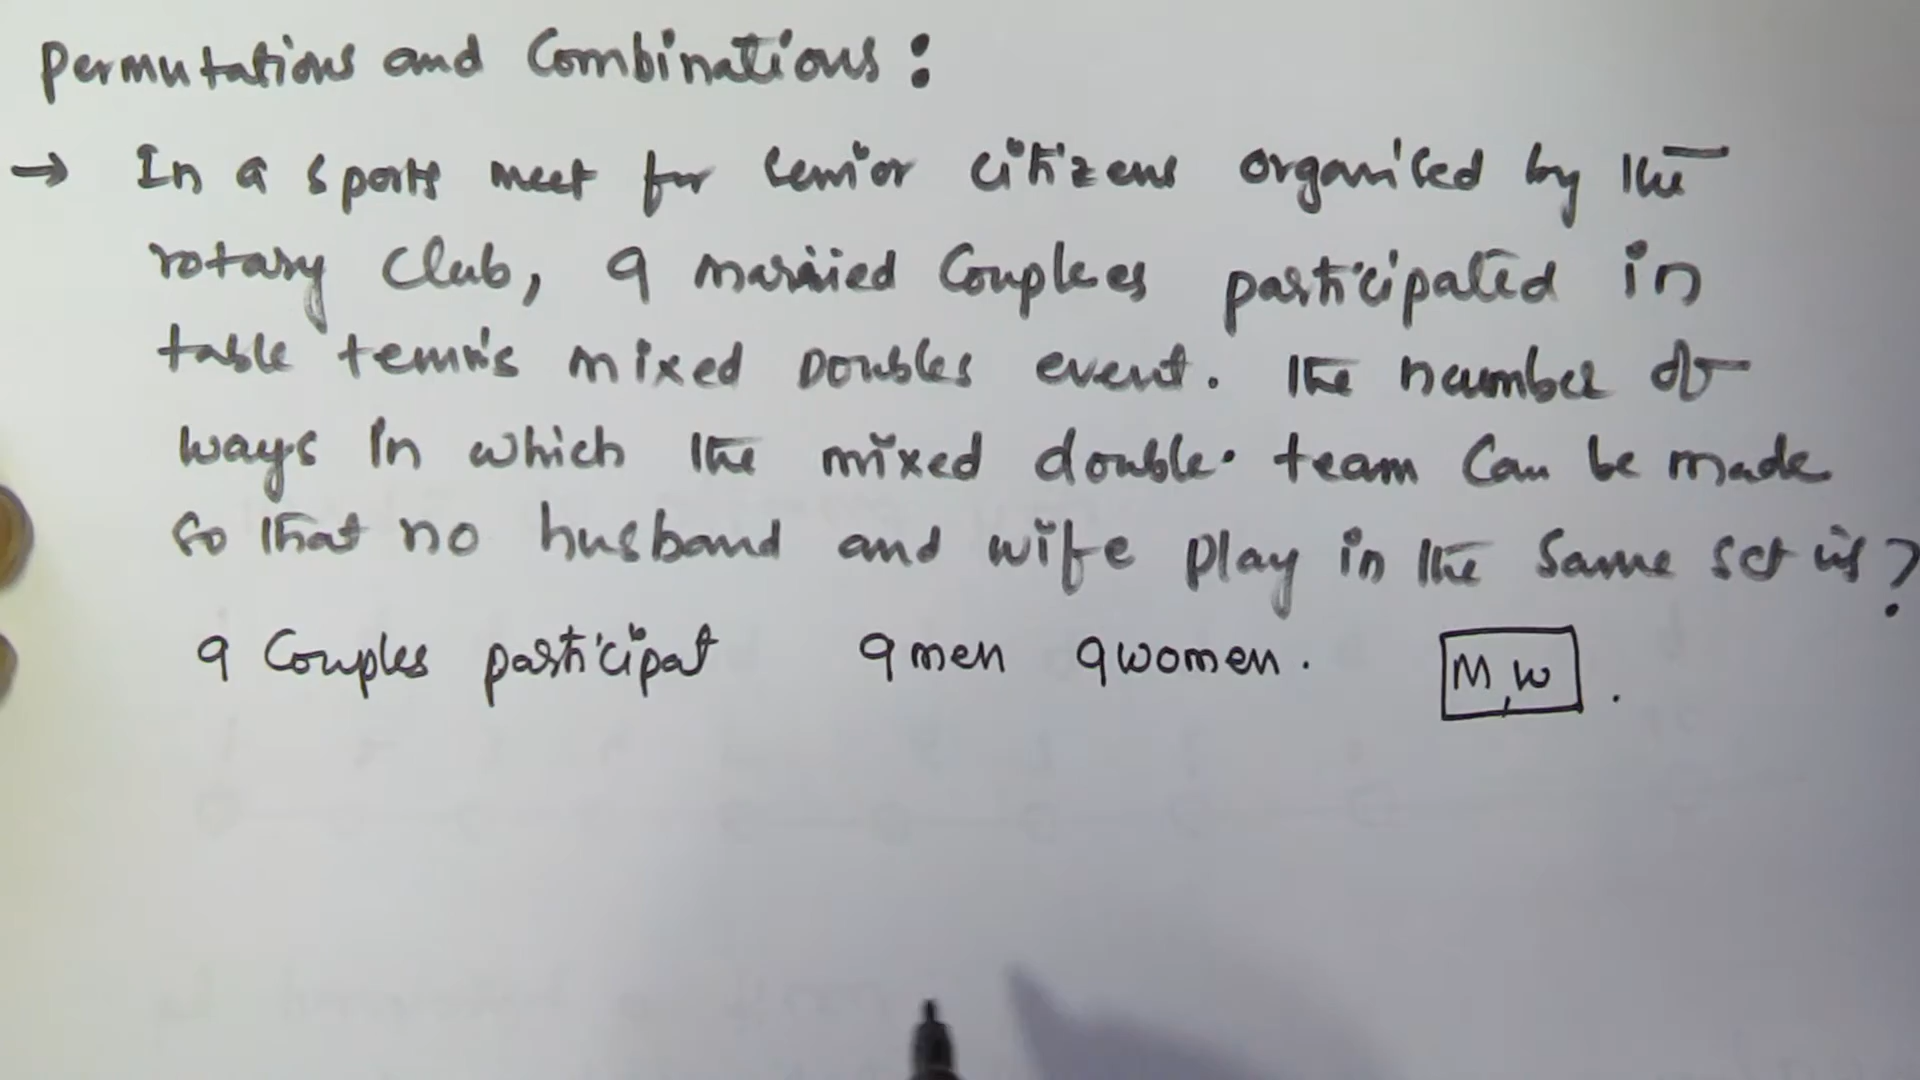 Permutations and Combinations:
→ In a sports meet for senior citizens organised by the
rotary club, 9 married Couples participated in
table tennis mixed Doubles event. The number of
ways in which the mixed double team can be made
so that no husband and wife play in the same set is?
9 Couples participat 9 men 9 women. M, W .